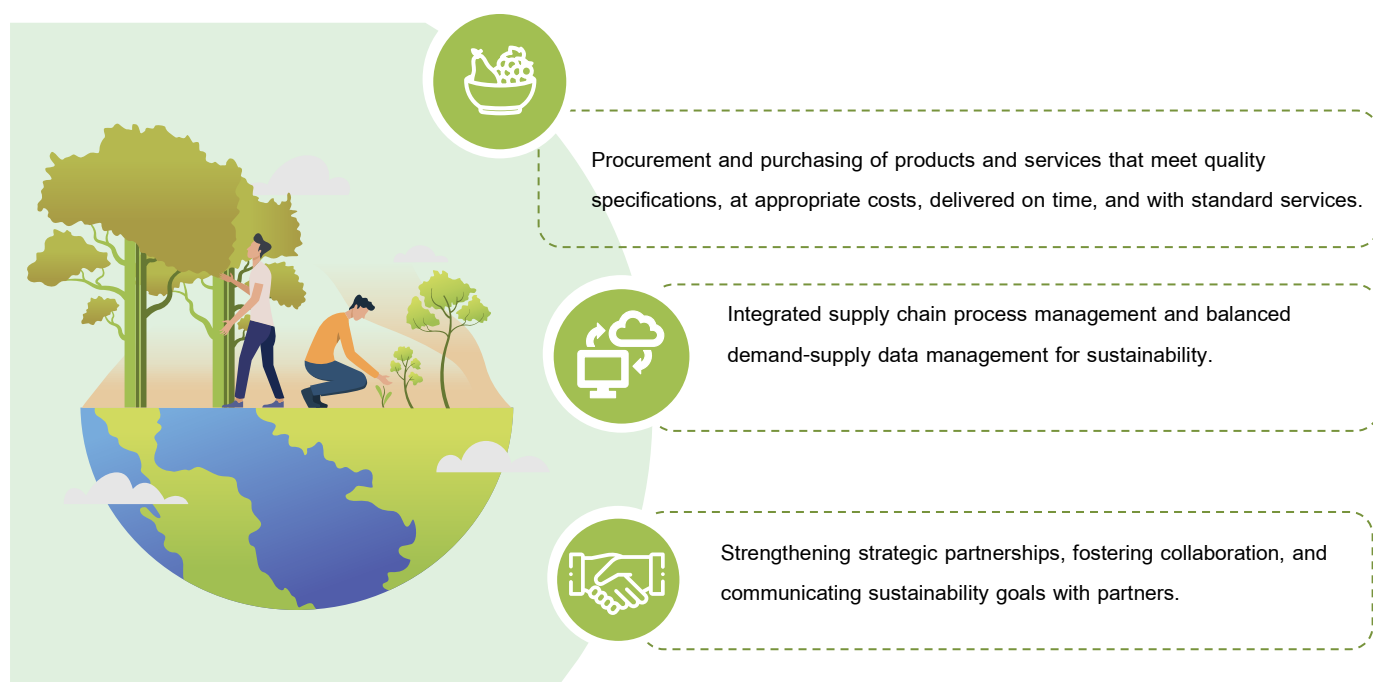 Procurement and purchasing of products and services that meet quality
specifications, at appropriate costs, delivered on time, and with standard services.
Integrated supply chain process management and balanced
demand-supply data management for sustainability.
Strengthening strategic partnerships, fostering collaboration, and
communicating sustainability goals with partners.